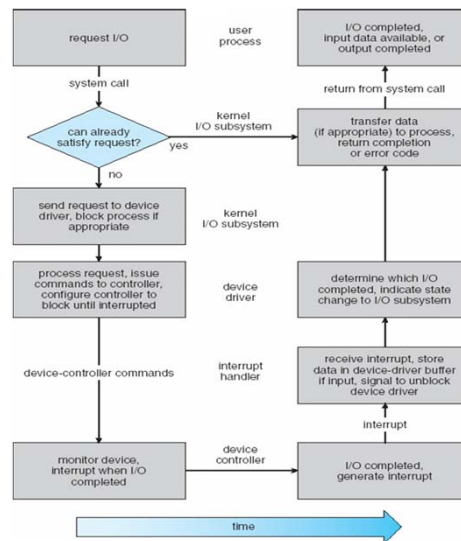 request I/O
user
process
I/O completed,
input data available, or
output completed
system call
return from system call
can already
satisfy request?
yes
no
kernel
I/O subsystem
transfer data
(if appropriate) to process,
return completion
or error code
send request to device
driver, block process if
appropriate
kernel
I/O subsystem
process request, issue
commands to controller,
configure controller to
block until interrupted
device
driver
determine which I/O
completed, indicate state
change to I/O subsystem
device-controller commands
interrupt
handler
receive interrupt, store
data in device-driver buffer
if input, signal to unblock
device driver
interrupt
monitor device,
interrupt when I/O
completed
device
controller
I/O completed,
generate interrupt
time